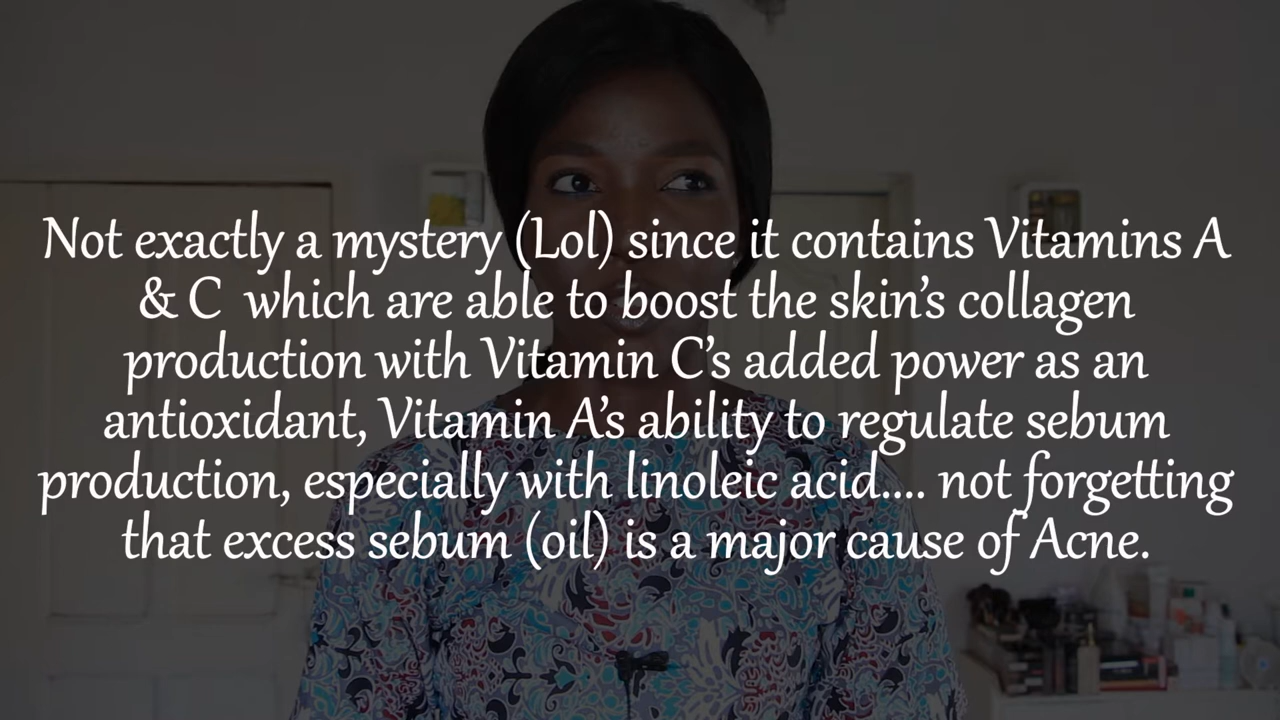 Not exactly a mystery (Lol) since it contains Vitamins A
& C which are able to boost the skin’s collagen
production with Vitamin C’s added power as an
antioxidant, Vitamin A’s ability to regulate sebum
production, especially with linoleic acid.... not forgetting
that excess sebum (oil) is a major cause of Acne.